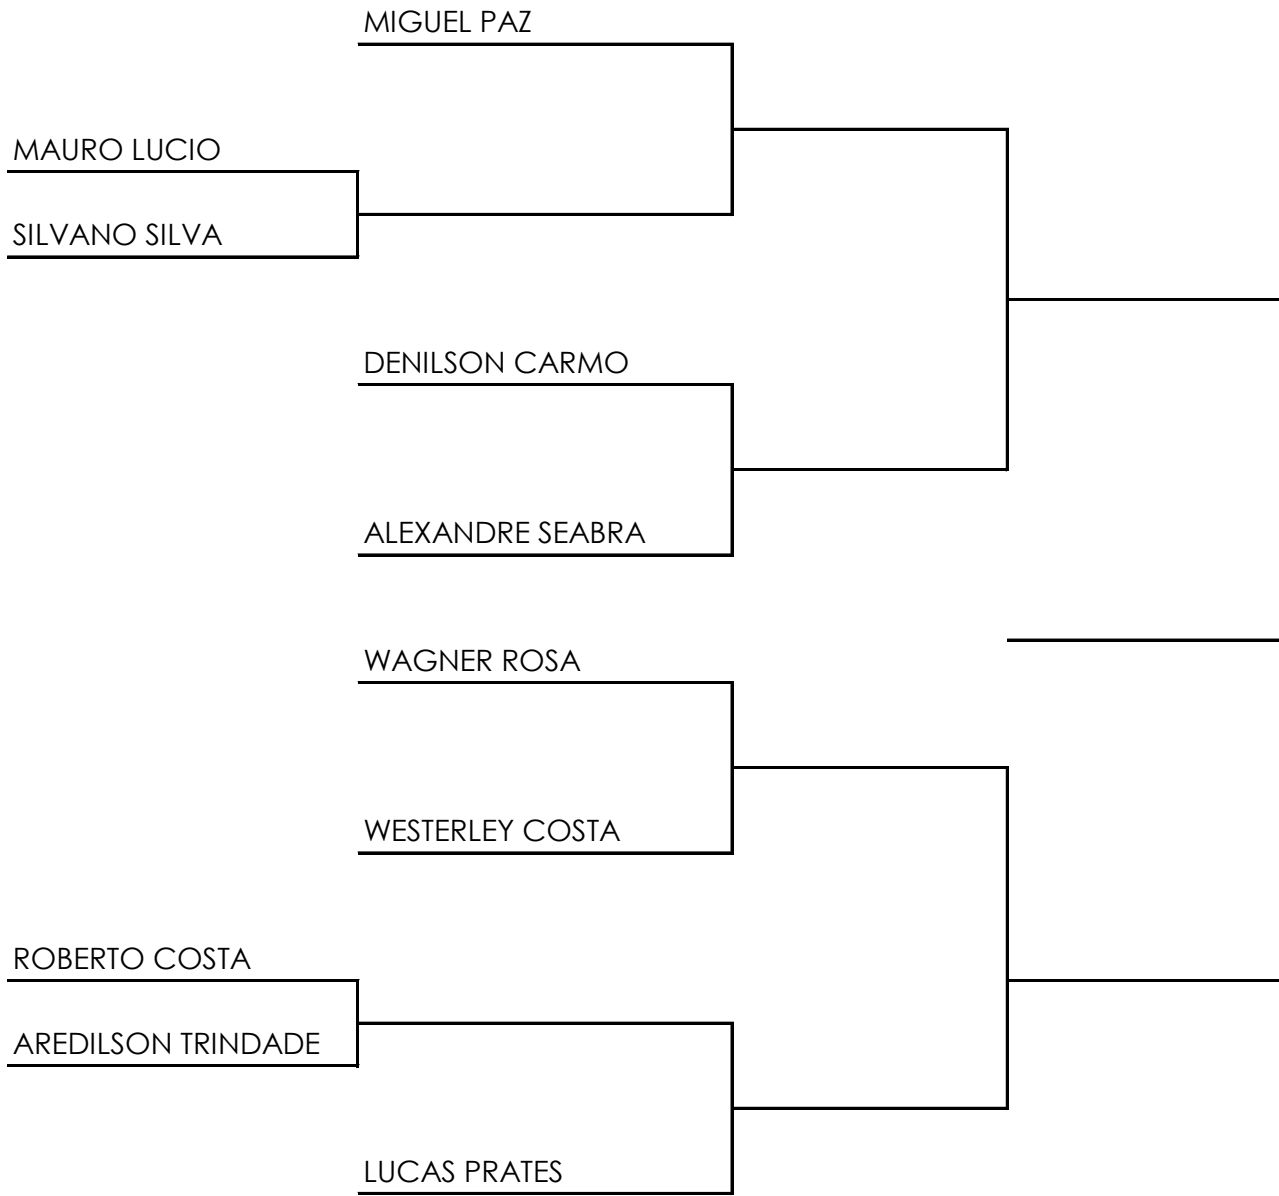 MIGUEL PAZ
MAURO LUCIO
SILVANO SILVA
DENILSON CARMO
ALEXANDRE SEABRA
WAGNER ROSA
WESTERLEY COSTA
ROBERTO COSTA
AREDILSON TRINDADE
LUCAS PRATES